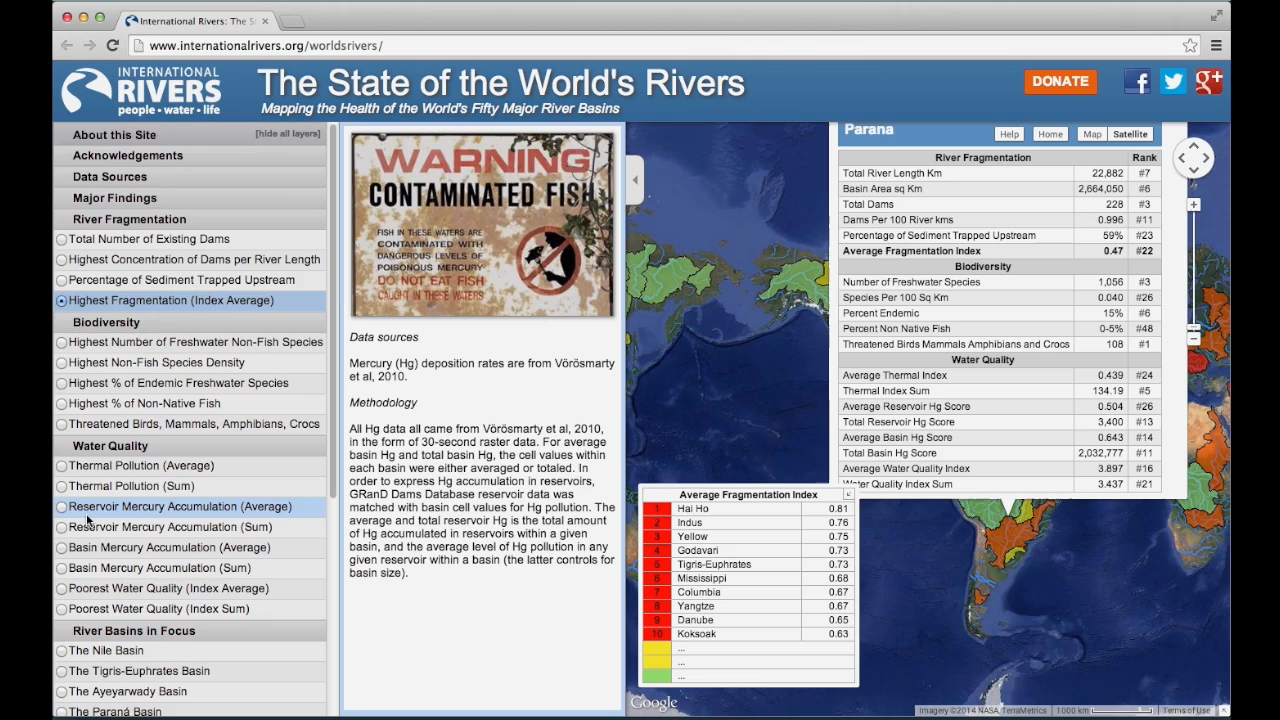 International Rivers: The S
www.internationalrivers.org/worldsrivers/
INTERNATIONAL
RIVERS
people • water • life
The State of the World's Rivers
Mapping the Health of the World's Fifty Major River Basins
DONATE
About this Site
[hide all layers]
Acknowledgements
Data Sources
Major Findings
River Fragmentation
Total Number of Existing Dams
Highest Concentration of Dams per River Length
Percentage of Sediment Trapped Upstream
Highest Fragmentation (Index Average)
Biodiversity
Highest Number of Freshwater Non-Fish Species
Highest Non-Fish Species Density
Highest % of Endemic Freshwater Species
Highest % of Non-Native Fish
Threatened Birds, Mammals, Amphibians, Crocs
Water Quality
Thermal Pollution (Average)
Thermal Pollution (Sum)
Reservoir Mercury Accumulation (Average)
Reservoir Mercury Accumulation (Sum)
Basin Mercury Accumulation (Average)
Basin Mercury Accumulation (Sum)
Poorest Water Quality (Index Average)
Poorest Water Quality (Index Sum)
River Basins in Focus
The Nile Basin
The Tigris-Euphrates Basin
The Ayeyarwady Basin
The Paraná Basin
WARNING
CONTAMINATED FISH
FISH IN THESE WATERS ARE
CONTAMINATED WITH
DANGEROUS LEVELS OF
POISONOUS MERCURY
DO NOT EAT FISH
CAUGHT IN THESE WATERS
Data sources
Mercury (Hg) deposition rates are from Vörösmarty
et al, 2010.
Methodology
All Hg data all came from Vörösmarty et al, 2010,
in the form of 30-second raster data. For average
basin Hg and total basin Hg, the cell values within
each basin were either averaged or totaled. In
order to express Hg accumulation in reservoirs,
GRanD Dams Database reservoir data was
matched with basin cell values for Hg pollution. The
average and total reservoir Hg is the total amount
of Hg accumulated in reservoirs within a given
basin, and the average level of Hg pollution in any
given reservoir within a basin (the latter controls for
basin size).
Parana
Help
Home
Map
Satellite
River Fragmentation Rank
Total River Length Km 22,882 #7
Basin Area sq Km 2,664,050 #6
Total Dams 228 #3
Dams Per 100 River kms 0.996 #11
Percentage of Sediment Trapped Upstream 59% #23
Average Fragmentation Index 0.47 #22
Biodiversity
Number of Freshwater Species 1,056 #3
Species Per 100 Sq Km 0.040 #26
Percent Endemic 15% #6
Percent Non Native Fish 0-5% #48
Threatened Birds Mammals Amphibians and Crocs 108 #1
Water Quality
Average Thermal Index 0.439 #24
Thermal Index Sum 134.19 #5
Average Reservoir Hg Score 0.504 #26
Total Reservoir Hg Score 3,400 #13
Average Basin Hg Score 0.643 #14
Total Basin Hg Score 2,032,777 #11
Average Water Quality Index 3.897 #16
Water Quality Index Sum 3.437 #21
Average Fragmentation Index
1 Hai Ho 0.81
2 Indus 0.76
3 Yellow 0.75
4 Godavari 0.73
5 Tigris-Euphrates 0.73
6 Mississippi 0.68
7 Columbia 0.67
8 Yangtze 0.67
9 Danube 0.65
10 Koksoak 0.63
...
...
...
Google
Imagery ©2014 NASA, TerraMetrics
1000 km
Terms of Use